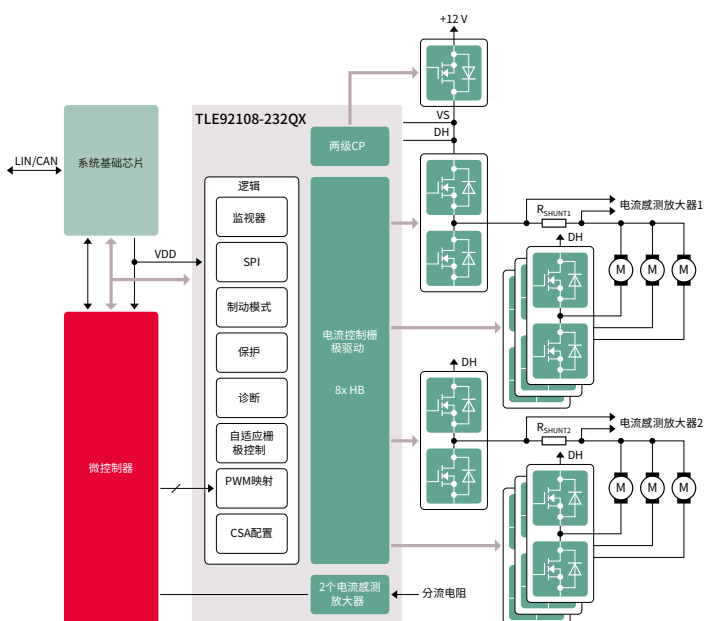 +12 V
TLE92108-232QX
VS
DH
两级CP
LIN/CAN
系统基础芯片
逻辑
监视器
SPI
制动模式
保护
诊断
自适应栅
极控制
PWM映射
CSA配置
VDD
微控制器
电流控制栅
极驱动
8x HB
2个电流感测
放大器
分流电阻
RSHUNT1
电流感测放大器1
DH
M
M
M
DH
RSHUNT2
电流感测放大器2
DH
M
M
M